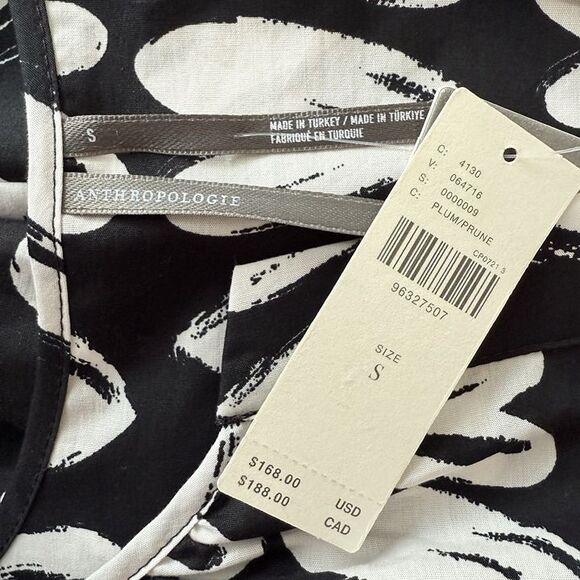 S
MADE IN TURKEY / MADE IN TÜRKIYE
FABRIQUÉ EN TURQUIE
ANTHROPOLOGIE
C: 4130
V: 064716
S: 0000009
C: PLUM/PRUNE
CP0721 3
96327507
SIZE
S
$168.00 USD
$188.00 CAD